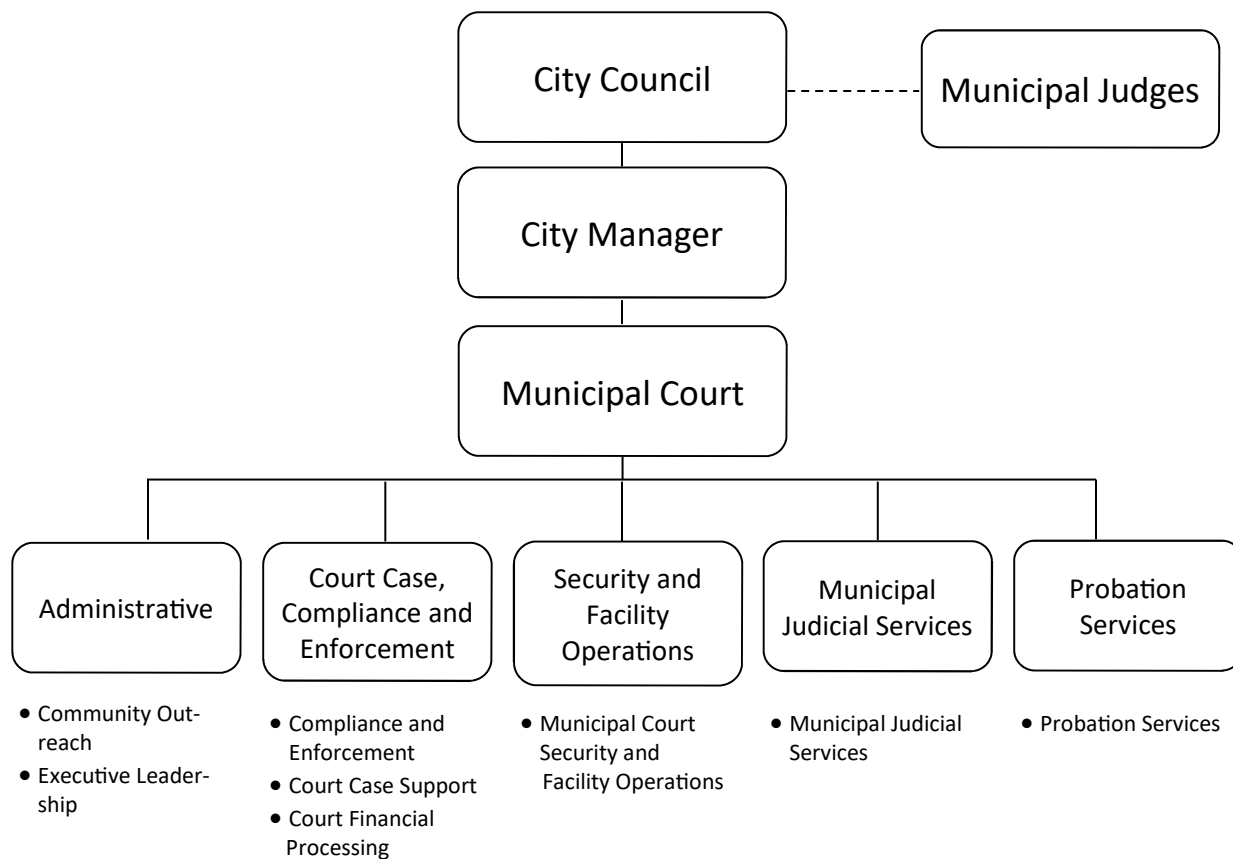 City Council
Municipal Judges
City Manager
Municipal Court
Administrative
Court Case,
Compliance and
Enforcement
Security and
Facility
Operations
Municipal
Judicial Services
Probation
Services
• Community Out-
reach
• Executive Leader-
ship
• Compliance and
Enforcement
• Court Case Support
• Court Financial
Processing
• Municipal Court
Security and
Facility Operations
• Municipal Judicial
Services
• Probation Services